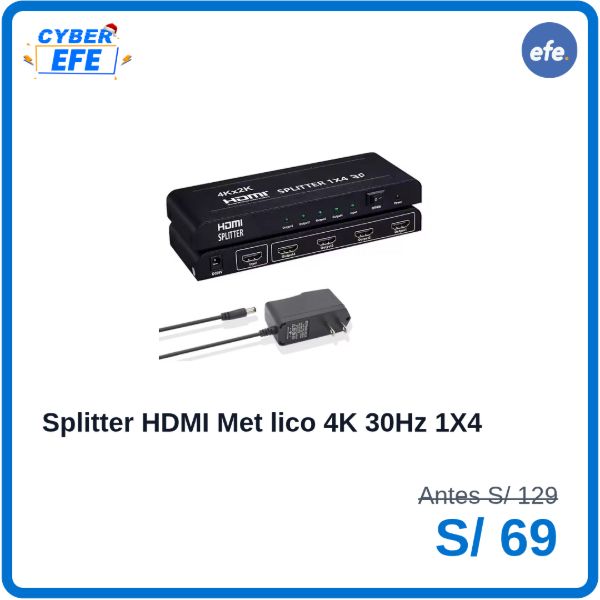 CYBER
EFE
efe.
4Kx2K
HDMI SPLITTER 1X4 3D
HDMI
SPLITTER
Splitter HDMI Met lico 4K 30Hz 1X4
Antes S/ 129
S/ 69